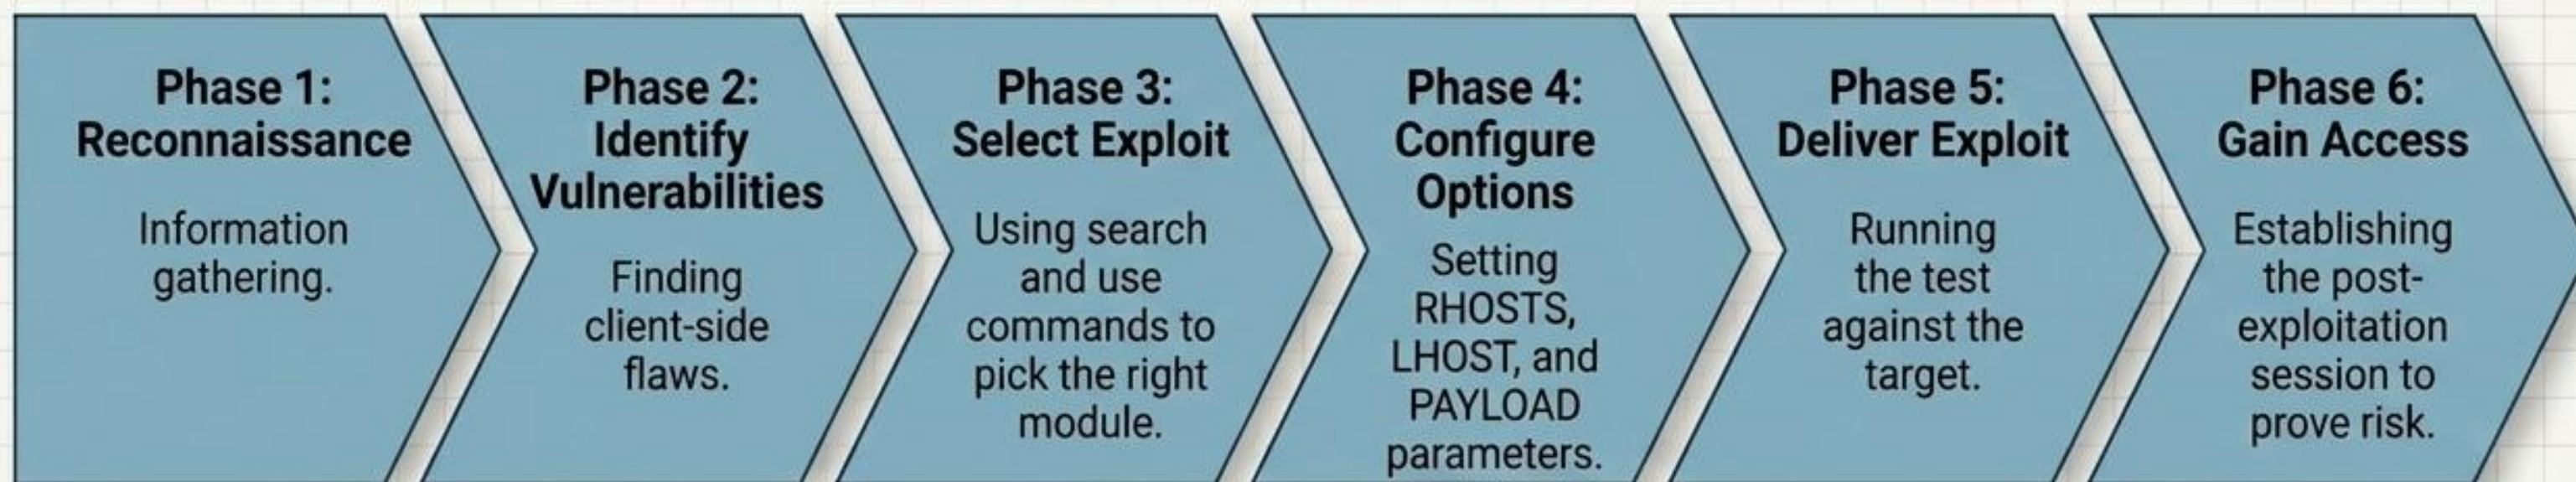 Phase 1:
Reconnaissance
Information
gathering.
Phase 2:
Identify
Vulnerabilities
Finding
client-side
flaws.
Phase 3:
Select Exploit
Using search
and use
commands to
pick the right
module.
Phase 4:
Configure
Options
Setting
RHOSTS,
LHOST, and
PAYLOAD
parameters.
Phase 5:
Deliver Exploit
Running
the test
against the
target.
Phase 6:
Gain Access
Establishing
the post-
exploitation
session to
prove risk.